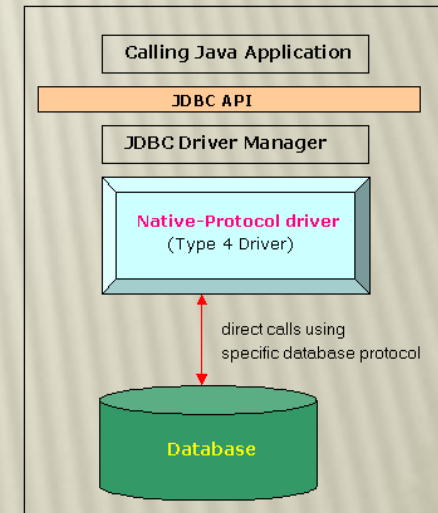 Calling Java Application
JDBC API
JDBC Driver Manager
Native-Protocol driver
(Type 4 Driver)
direct calls using
specific database protocol
Database